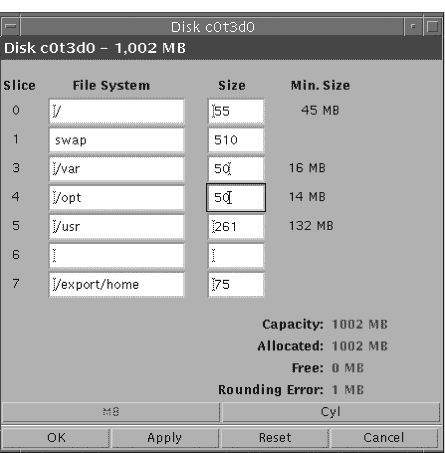 Disk c0t3d0
Disk c0t3d0 – 1,002 MB
Slice File System Size Min. Size
0 / 55 45 MB
1 swap 510
3 /var 50 16 MB
4 /opt 50 14 MB
5 /usr 261 132 MB
6
7 /export/home 75
Capacity: 1002 MB
Allocated: 1002 MB
Free: 0 MB
Rounding Error: 1 MB
MB Cyl
OK Apply Reset Cancel